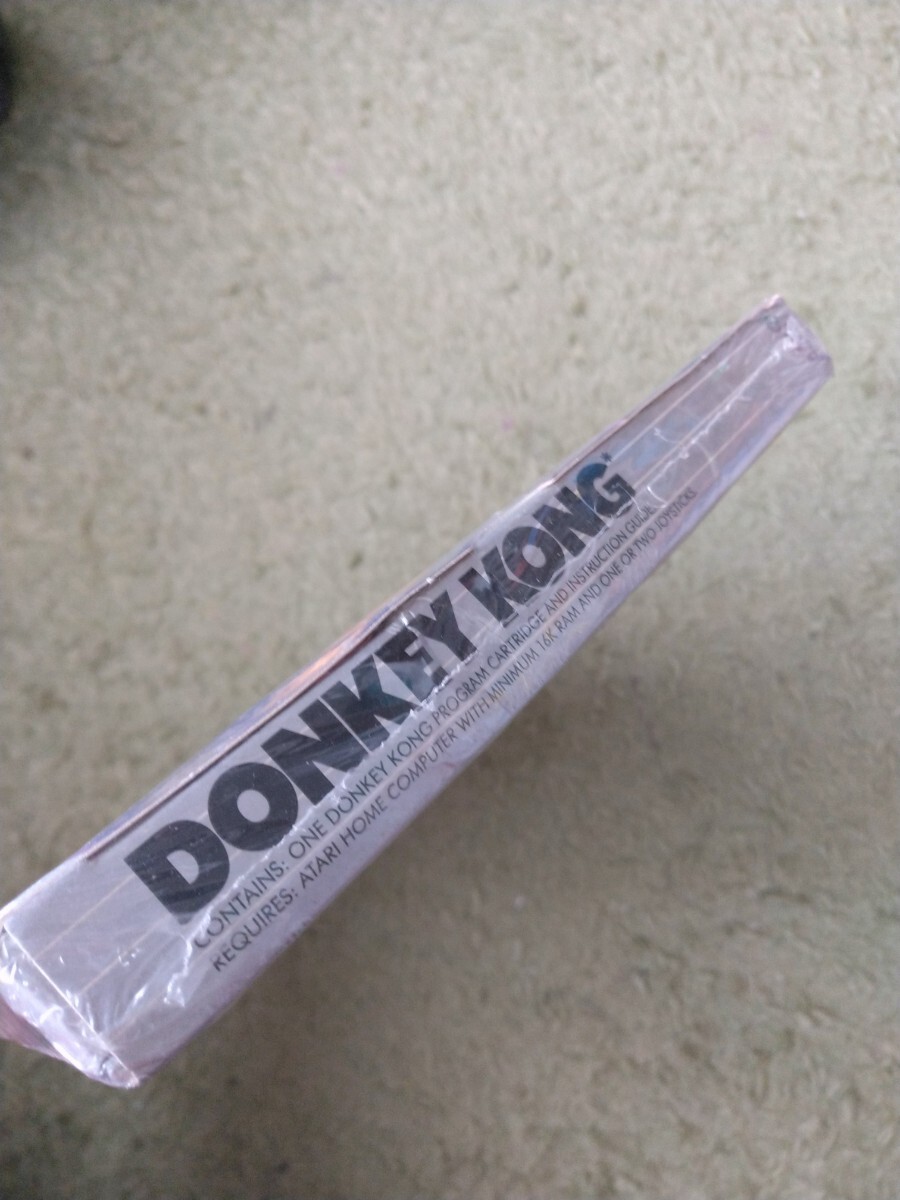 DONKEY KONG
CONTAINS: ONE DONKEY KONG PROGRAM CARTRIDGE AND INSTRUCTION GUIDE
REQUIRES: ATARI HOME COMPUTER WITH MINIMUM 16K RAM AND ONE OR TWO JOYSTICKS